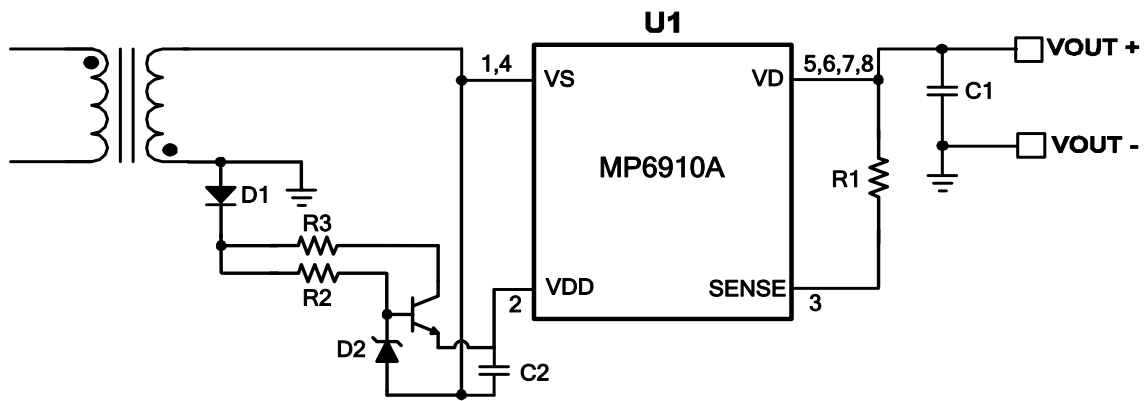 U1
VOUT +
1,4
VS
VD
5,6,7,8
C1
VOUT -
MP6910A
R1
D1
R3
R2
VDD
2
SENSE
3
D2
C2